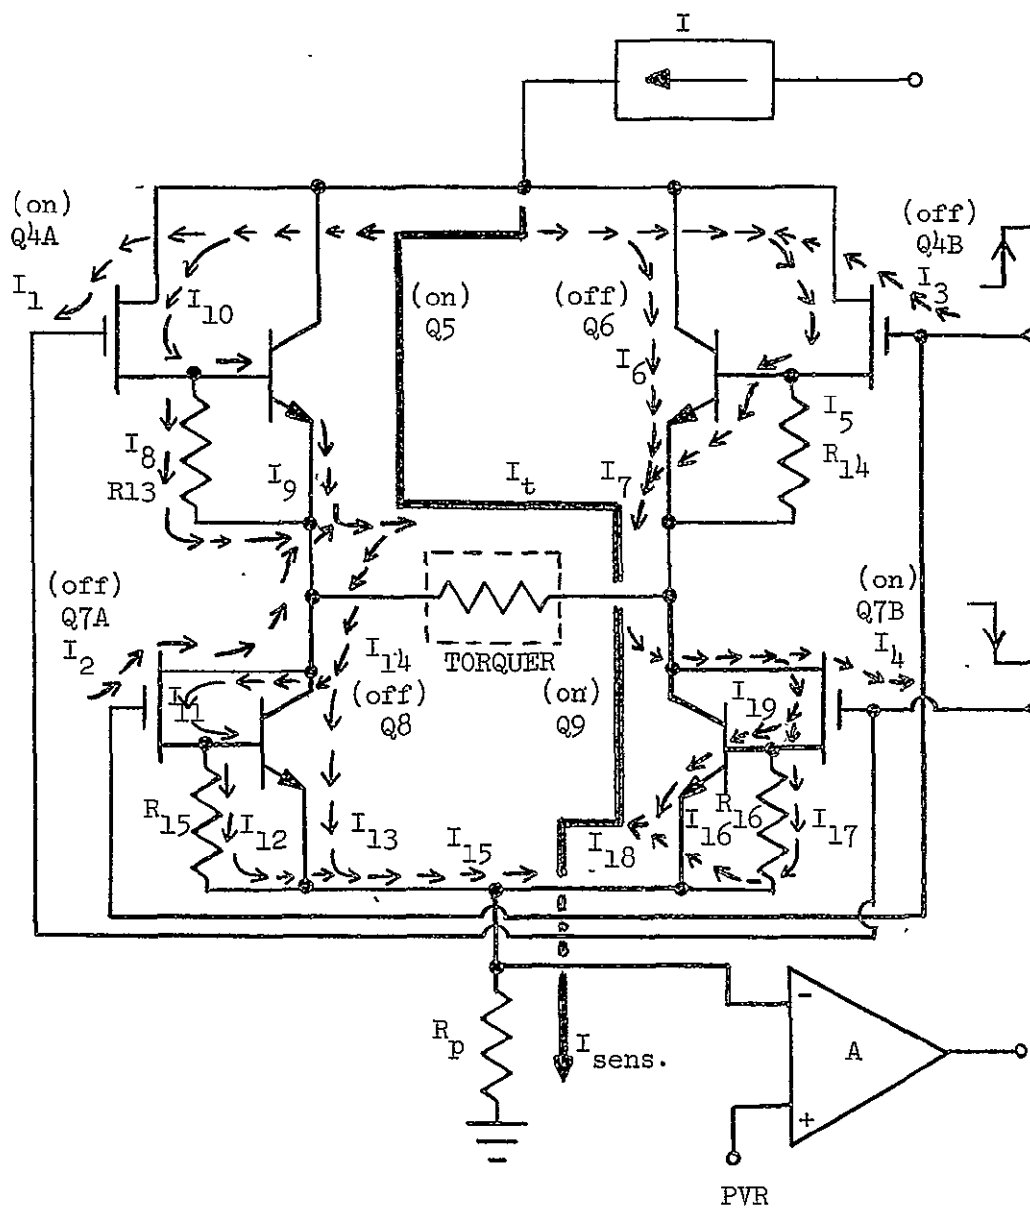 I
(on)
Q4A
(off)
Q4B
I1
I10
(on)
Q5
(off)
Q6
I3
I6
I8
R13
I9
It
I7
I5
R14
(off)
Q7A
I2
(on)
Q7B
I4
TORQUER
I11
I14
(off)
Q8
(on)
Q9
I19
R15
I12
I13
I15
I18
I16
R16
I17
Rp
Isens.
-
A
+
PVR